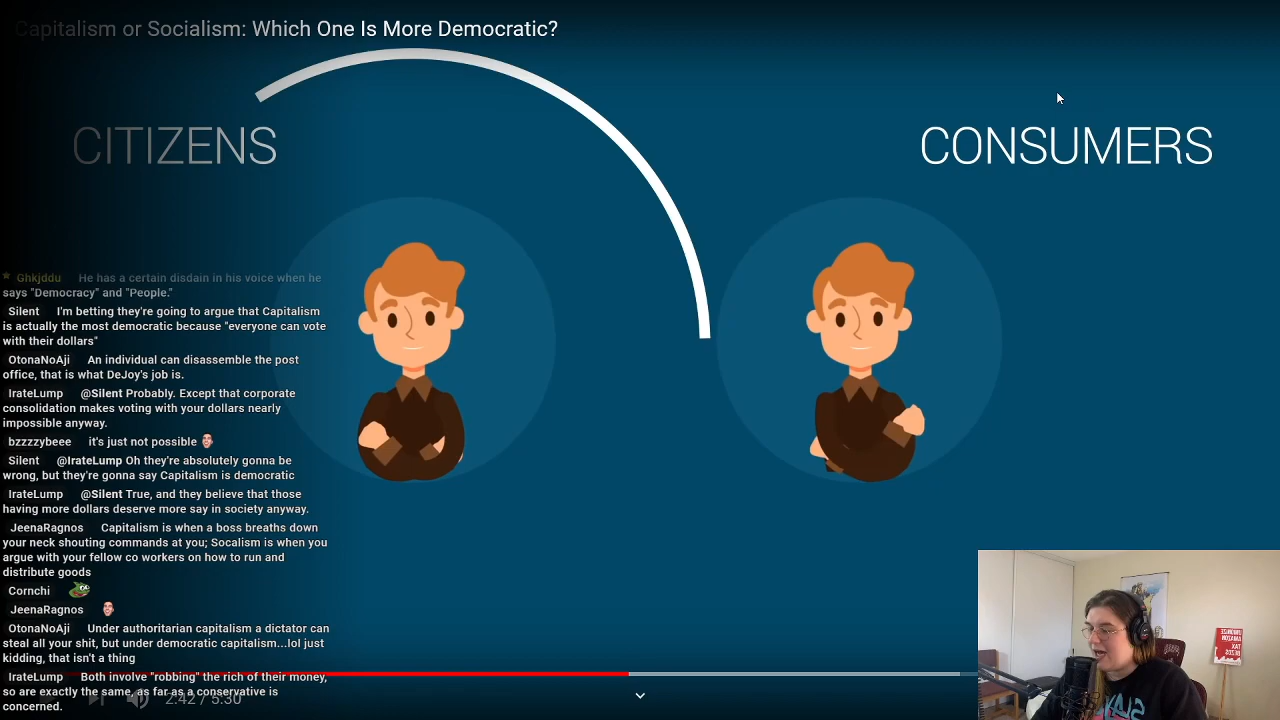 Capitalism or Socialism: Which One Is More Democratic?
CITIZENS
CONSUMERS
Ghkjddu He has a certain disdain in his voice when he
says "Democracy" and "People."
Silent I'm betting they're going to argue that Capitalism
is actually the most democratic because "everyone can vote
with their dollars"
OtonaNoAji An individual can disassemble the post
office, that is what DeJoy's job is.
IrateLump @Silent Probably. Except that corporate
consolidation makes voting with your dollars nearly
impossible anyway.
bzzzzybeee it's just not possible
Silent @IrateLump Oh they're absolutely gonna be
wrong, but they're gonna say Capitalism is democratic
IrateLump @Silent True, and they believe that those
having more dollars deserve more say in society anyway.
JeenaRagnos Capitalism is when a boss breaths down
your neck shouting commands at you; Socalism is when you
argue with your fellow co workers on how to run and
distribute goods
Cornchi
JeenaRagnos
OtonaNoAji Under authoritarian capitalism a dictator can
steal all your shit, but under democratic capitalism...lol just
kidding, that isn't a thing
IrateLump Both involve "robbing" the rich of their money,
so are exactly the same, as far as a conservative is
concerned.
2:42 / 5:30